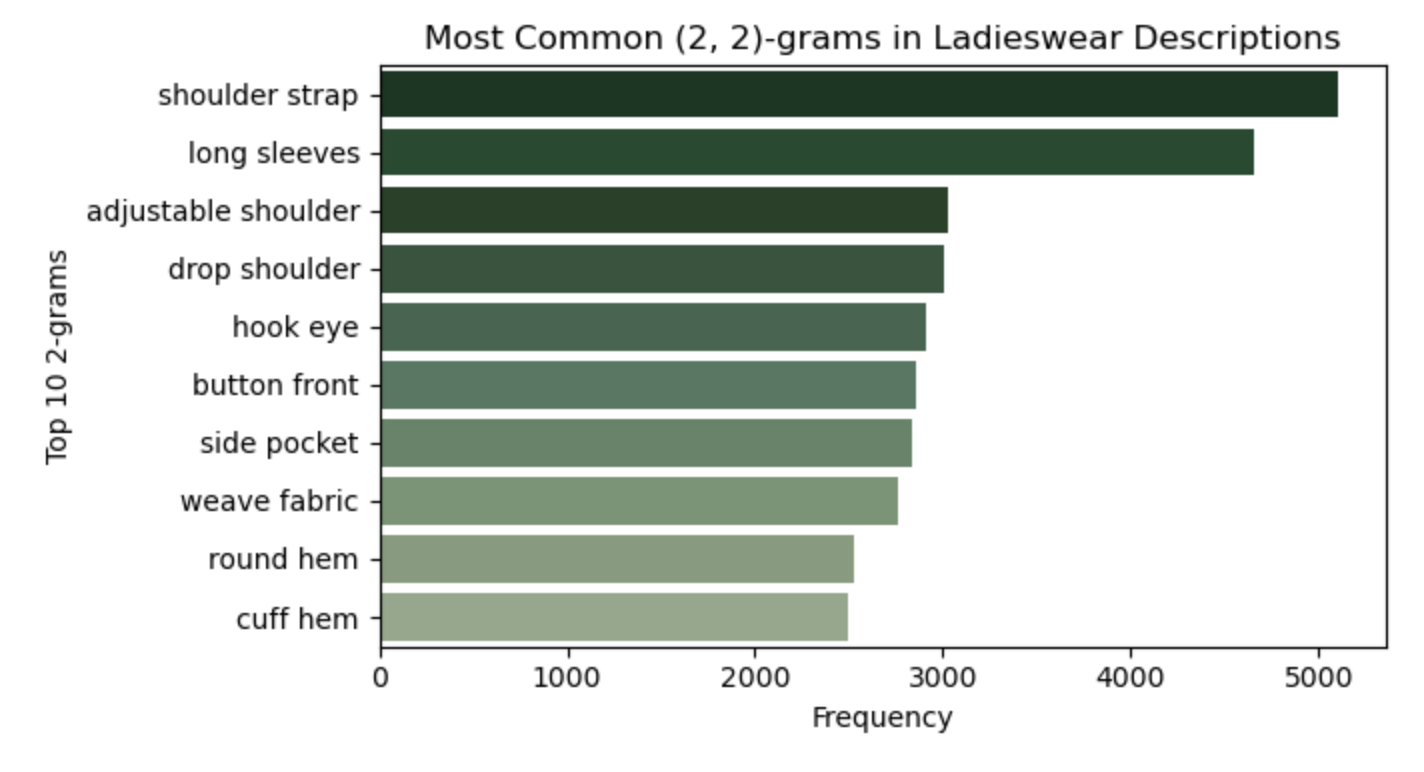 Most Common (2, 2)-grams in Ladieswear Descriptions
Top 10 2-grams
shoulder strap
long sleeves
adjustable shoulder
drop shoulder
hook eye
button front
side pocket
weave fabric
round hem
cuff hem
0 1000 2000 3000 4000 5000
Frequency